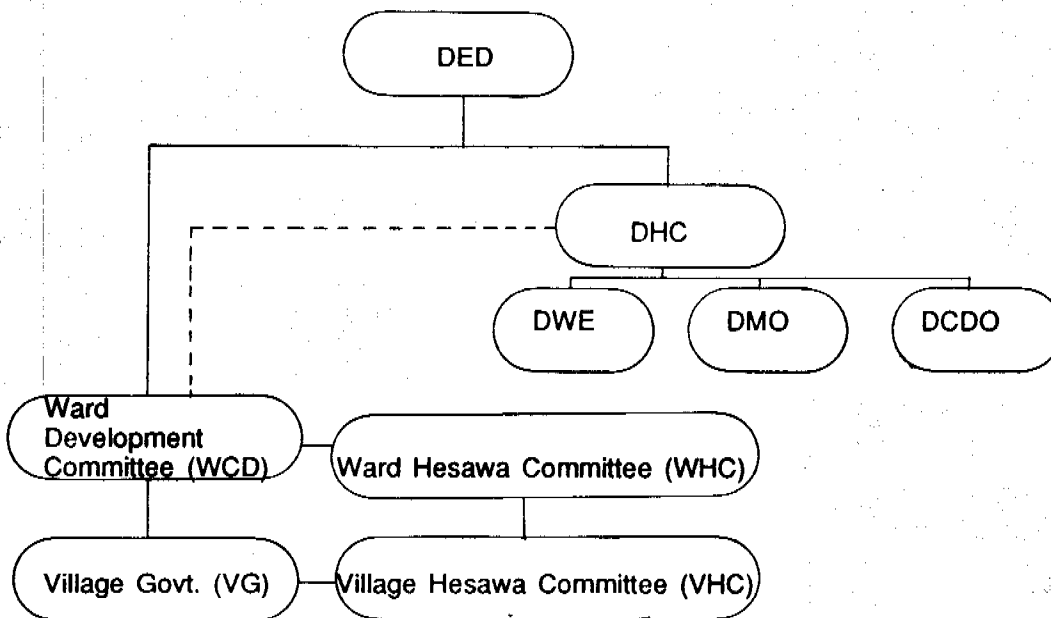 DED
DHC
DWE
DMO
DCDO
Ward
Development
Committee (WCD)
Ward Hesawa Committee (WHC)
Village Govt. (VG)
Village Hesawa Committee (VHC)